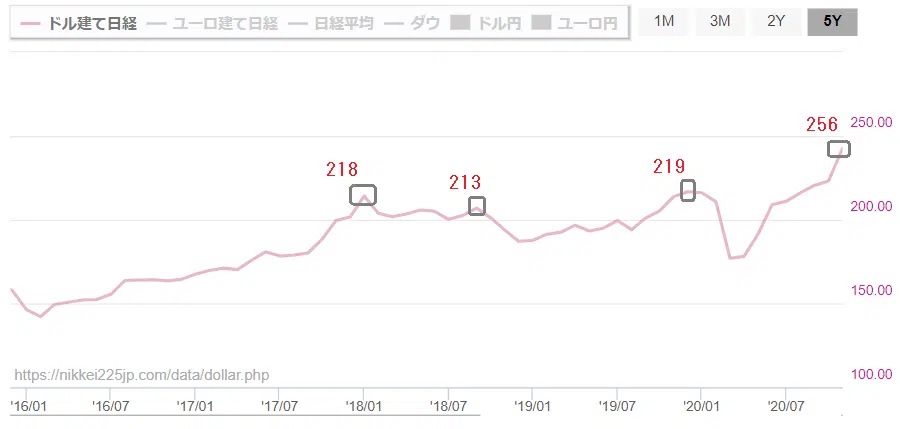 ドル建て日経 ユーロ建て日経 日経平均 ダウ ドル円 ユーロ円 1M 3M 2Y 5Y
256
250.00
218
219
213
200.00
150.00
https://nikkei225jp.com/data/dollar.php
100.00
'16/01 '16/07 '17/01 '17/07 '18/01 '18/07 '19/01 '19/07 '20/01 '20/07